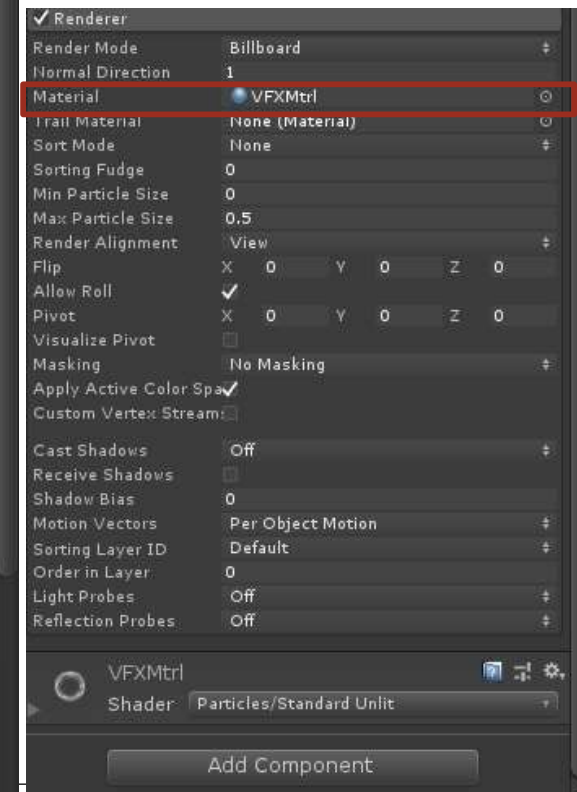 Renderer
Render Mode Billboard
Normal Direction 1
Material VFXMtrl
Trail Material None (Material)
Sort Mode None
Sorting Fudge 0
Min Particle Size 0
Max Particle Size 0.5
Render Alignment View
Flip X 0 Y 0 Z 0
Allow Roll
Pivot X 0 Y 0 Z 0
Visualize Pivot
Masking No Masking
Apply Active Color Spa
Custom Vertex Stream
Cast Shadows Off
Receive Shadows
Shadow Bias 0
Motion Vectors Per Object Motion
Sorting Layer ID Default
Order in Layer 0
Light Probes Off
Reflection Probes Off
VFXMtrl
Shader Particles/Standard Unlit
Add Component